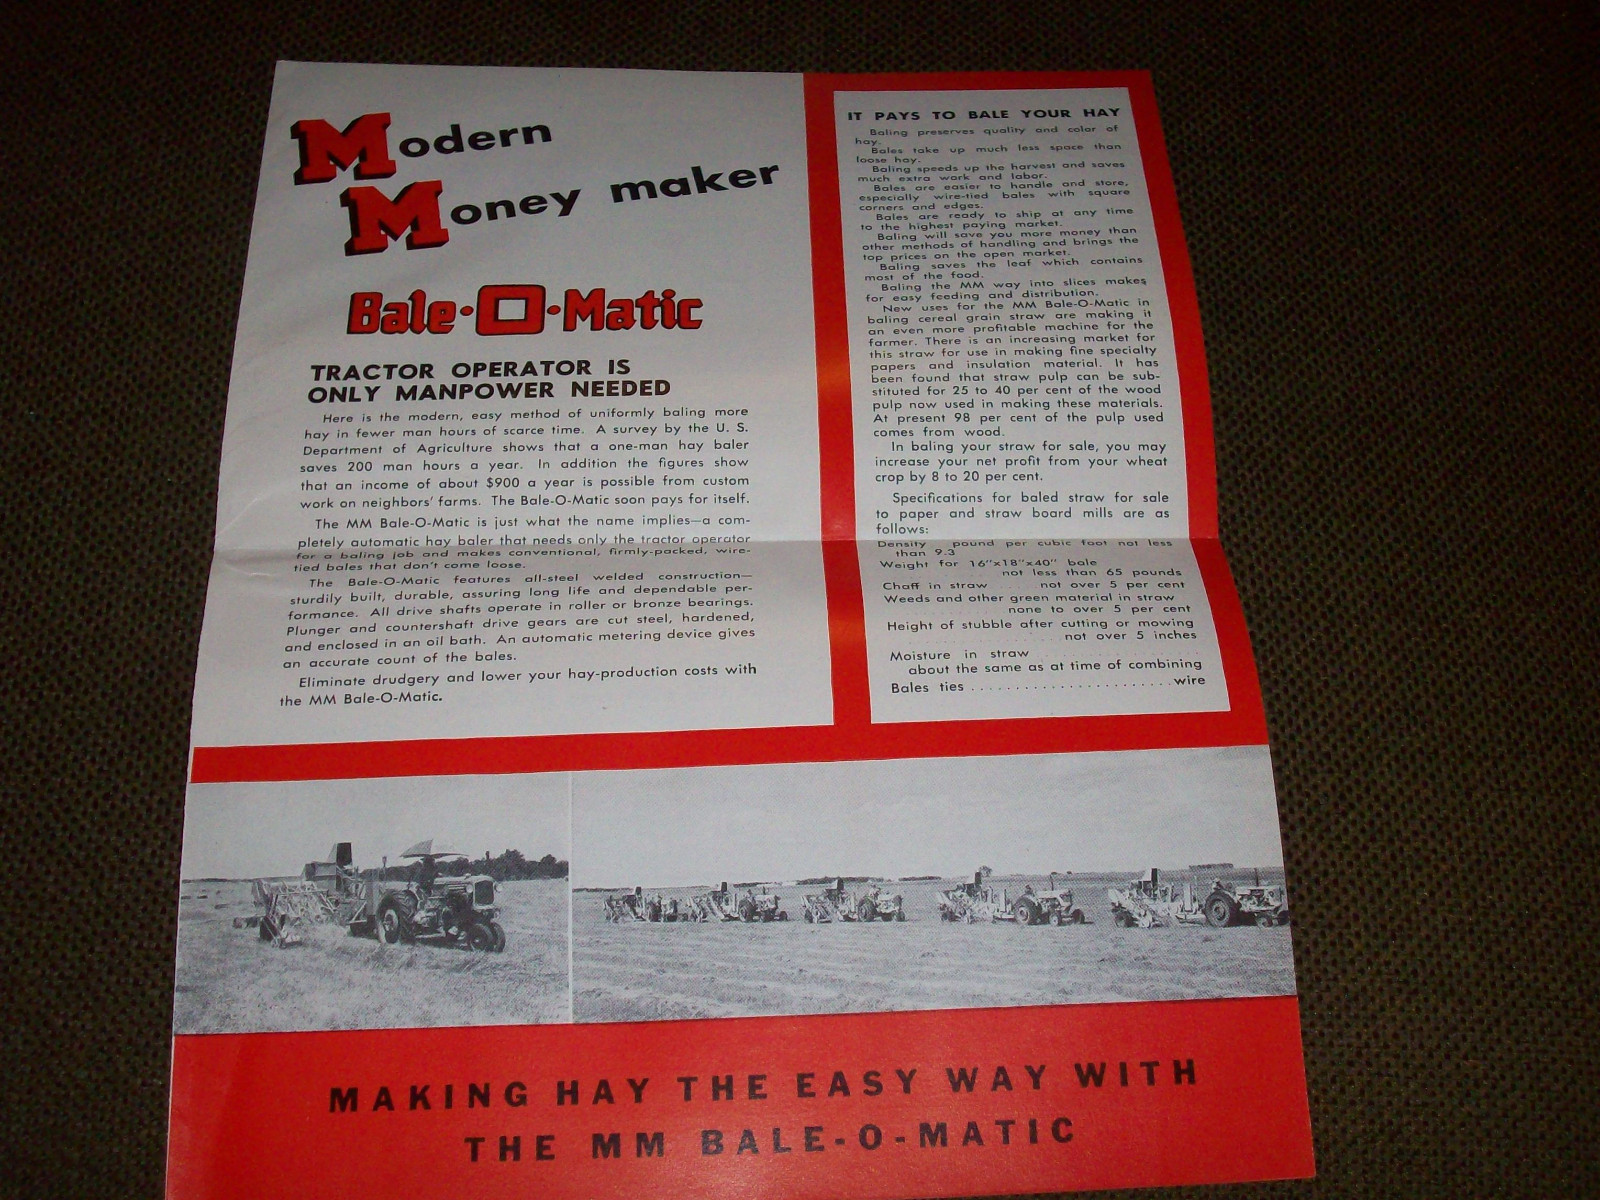 Modern
Money maker
Bale-O-Matic
TRACTOR OPERATOR IS
ONLY MANPOWER NEEDED
Here is the modern, easy method of uniformly baling more
hay in fewer man hours of scarce time. A survey by the U. S.
Department of Agriculture shows that a one-man hay baler
saves 200 man hours a year. In addition the figures show
that an income of about $900 a year is possible from custom
work on neighbors' farms. The Bale-O-Matic soon pays for itself.
The MM Bale-O-Matic is just what the name implies—a com-
pletely automatic hay baler that needs only the tractor operator
for a baling job and makes conventional, firmly-packed, wire-
tied bales that don't come loose.
The Bale-O-Matic features all-steel welded construction—
sturdily built, durable, assuring long life and dependable per-
formance. All drive shafts operate in roller or bronze bearings.
Plunger and countershaft drive gears are cut steel, hardened,
and enclosed in an oil bath. An automatic metering device gives
an accurate count of the bales.
Eliminate drudgery and lower your hay-production costs with
the MM Bale-O-Matic.
IT PAYS TO BALE YOUR HAY
Baling preserves quality and color of
hay.
Bales take up much less space than
loose hay.
Baling speeds up the harvest and saves
much extra work and labor.
Bales are easier to handle and store,
especially wire-tied bales with square
corners and edges.
Bales are ready to ship at any time
to the highest paying market.
Baling will save you more money than
other methods of handling and brings the
top prices on the open market.
Baling saves the leaf which contains
most of the food.
Baling the MM way into slices makes
for easy feeding and distribution.
New uses for the MM Bale-O-Matic in
baling cereal grain straw are making it
an even more profitable machine for the
farmer. There is an increasing market for
this straw for use in making fine specialty
papers and insulation material. It has
been found that straw pulp can be sub-
stituted for 25 to 40 per cent of the wood
pulp now used in making these materials.
At present 98 per cent of the pulp used
comes from wood.
In baling your straw for sale, you may
increase your net profit from your wheat
crop by 8 to 20 per cent.
Specifications for baled straw for sale
to paper and straw board mills are as
follows:
Density pound per cubic foot not less
than 9.3
Weight for 16"x18"x40" bale
not less than 65 pounds
Chaff in straw not over 5 per cent
Weeds and other green material in straw
none to over 5 per cent
Height of stubble after cutting or mowing
not over 5 inches
Moisture in straw
about the same as at time of combining
Bales ties ....................... wire
MAKING HAY THE EASY WAY WITH
THE MM BALE-O-MATIC